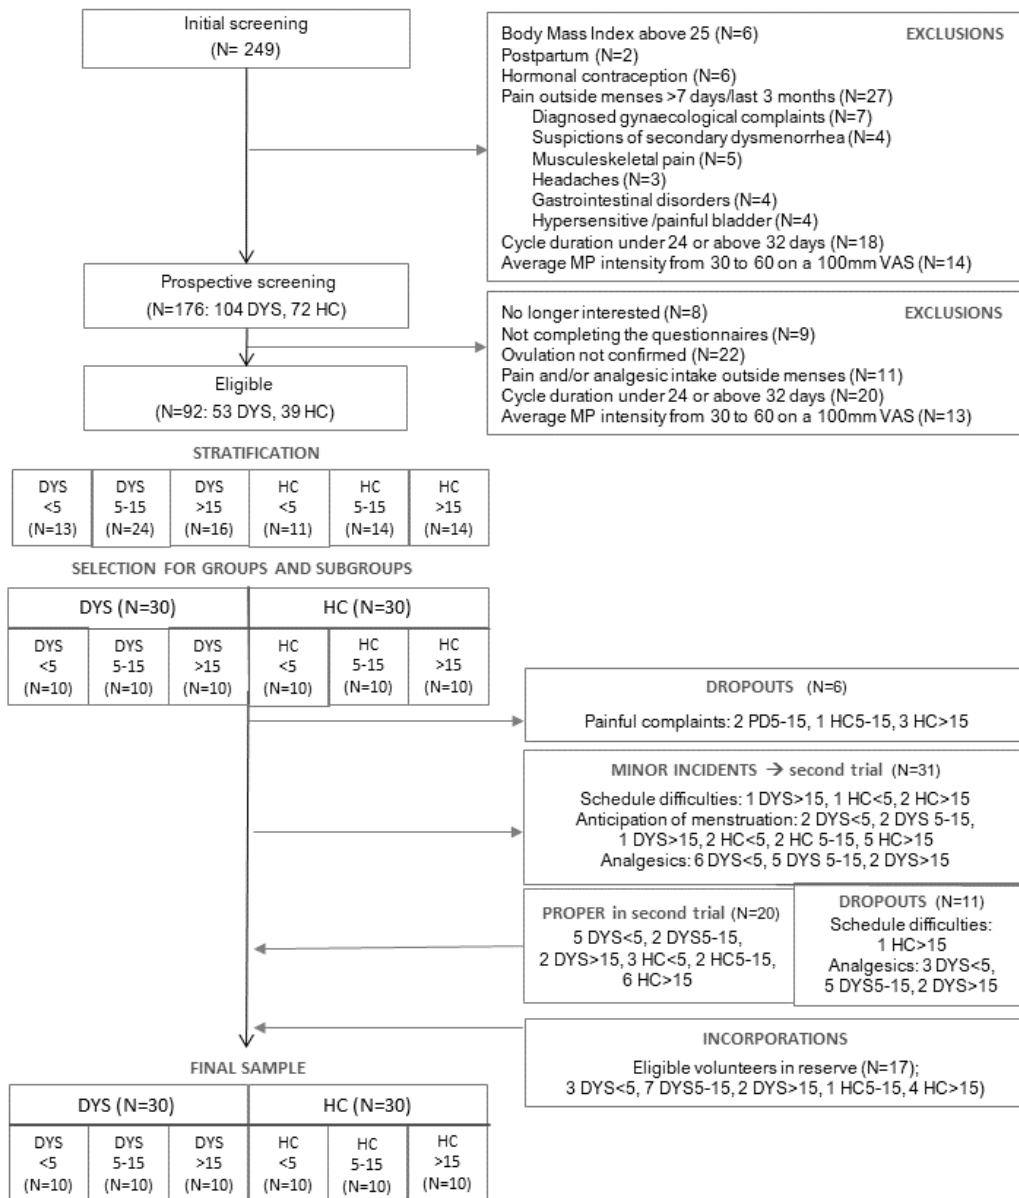 Initial screening
(N= 249)
Body Mass Index above 25 (N=6) EXCLUSIONS
Postpartum (N=2)
Hormonal contraception (N=6)
Pain outside menses >7 days/last 3 months (N=27)
Diagnosed gynaecological complaints (N=7)
Suspicions of secondary dysmenorrhea (N=4)
Musculeskeletal pain (N=5)
Headaches (N=3)
Gastrointestinal disorders (N=4)
Hypersensitive /painful bladder (N=4)
Cycle duration under 24 or above 32 days (N=18)
Average MP intensity from 30 to 60 on a 100mm VAS (N=14)
Prospective screening
(N=176: 104 DYS, 72 HC)
No longer interested (N=8) EXCLUSIONS
Not completing the questionnaires (N=9)
Ovulation not confirmed (N=22)
Pain and/or analgesic intake outside menses (N=11)
Cycle duration under 24 or above 32 days (N=20)
Average MP intensity from 30 to 60 on a 100mm VAS (N=13)
Eligible
(N=92: 53 DYS, 39 HC)
STRATIFICATION
DYS DYS DYS HC HC HC
<5 5-15 >15 <5 5-15 >15
(N=13) (N=24) (N=16) (N=11) (N=14) (N=14)
SELECTION FOR GROUPS AND SUBGROUPS
DYS (N=30) HC (N=30)
DYS DYS DYS HC HC HC
<5 5-15 >15 <5 5-15 >15
(N=10) (N=10) (N=10) (N=10) (N=10) (N=10)
DROPOUTS (N=6)
Painful complaints: 2 PD5-15, 1 HC5-15, 3 HC>15
MINOR INCIDENTS → second trial (N=31)
Schedule difficulties: 1 DYS>15, 1 HC<5, 2 HC>15
Anticipation of menstruation: 2 DYS<5, 2 DYS 5-15,
1 DYS>15, 2 HC<5, 2 HC 5-15, 5 HC>15
Analgesics: 6 DYS<5, 5 DYS 5-15, 2 DYS>15
PROPER in second trial (N=20)
5 DYS<5, 2 DYS5-15,
2 DYS>15, 3 HC<5, 2 HC5-15,
6 HC>15
DROPOUTS (N=11)
Schedule difficulties:
1 HC>15
Analgesics: 3 DYS<5,
5 DYS5-15, 2 DYS>15
INCORPORATIONS
Eligible volunteers in reserve (N=17);
3 DYS<5, 7 DYS5-15, 2 DYS>15, 1 HC5-15, 4 HC>15)
FINAL SAMPLE
DYS (N=30) HC (N=30)
DYS DYS DYS HC HC HC
<5 5-15 >15 <5 5-15 >15
(N=10) (N=10) (N=10) (N=10) (N=10) (N=10)